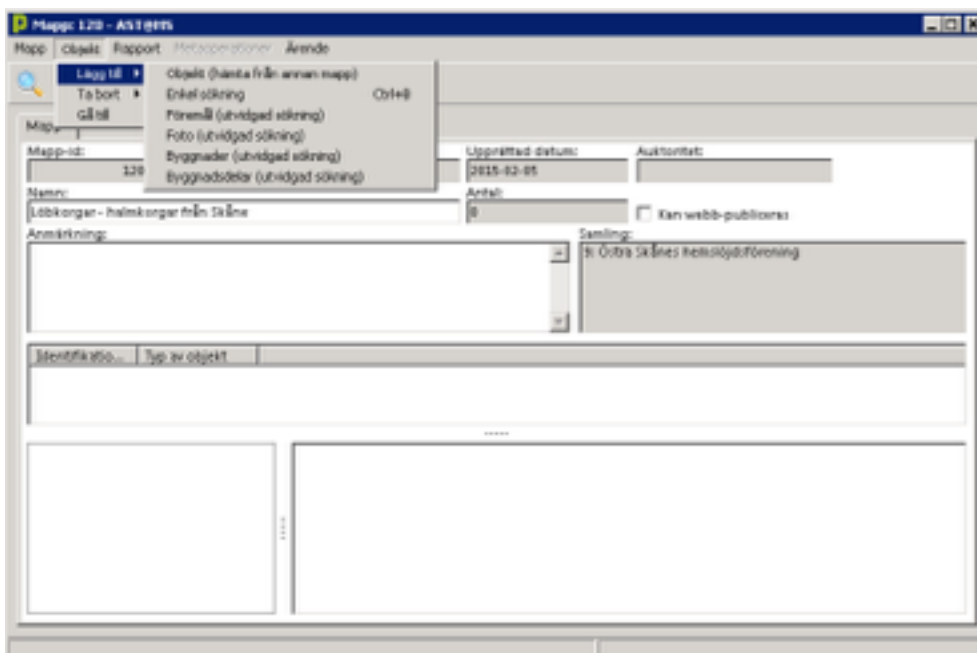 Mapp: 120 - AST@HS
Mapp Objekt Rapport Metaoperationer Ärende
Lägg till
Ta bort
Gå till
Objekt (hämta från annan mapp)
Enkel sökning Ctrl+B
Föremål (utvidgad sökning)
Foto (utvidgad sökning)
Byggnader (utvidgad sökning)
Byggnadsdelar (utvidgad sökning)
Mapp
Mapp-id: Upprättad datum: Auktoritet:
120 2015-02-05
Namn: Antal:
Löbkorgar - halmkorgar från Skåne 0 Kan webb-publiceras
Anmärkning: Samling:
9: Östra Skånes Hemslöjdsförening
Identifikatio... Typ av objekt